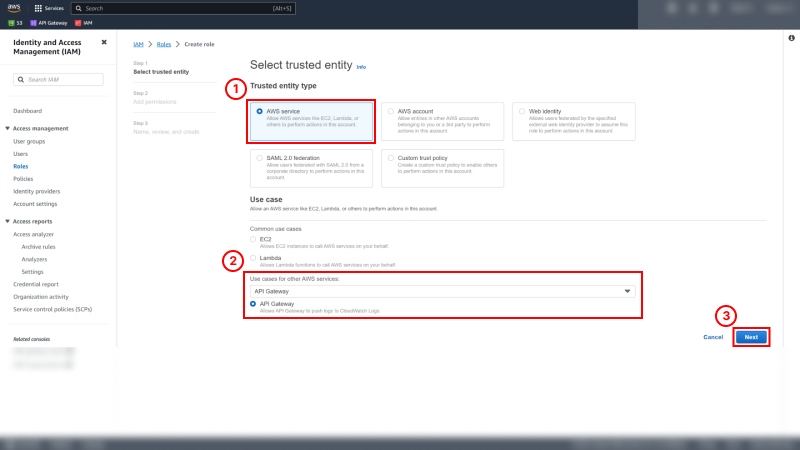 aws
Services
Search
[Alt+S]
S3
API Gateway
IAM
Identity and Access
Management (IAM)
Search IAM
Dashboard
Access management
User groups
Users
Roles
Policies
Identity providers
Account settings
Access reports
Access analyzer
Archive rules
Analyzers
Settings
Credential report
Organization activity
Service control policies (SCPs)
Related consoles
IAM > Roles > Create role
Step 1
Select trusted entity
Step 2
Add permissions
Step 3
Name, review, and create
Select trusted entity Info
Trusted entity type
1
AWS service
Allow AWS services like EC2, Lambda, or
others to perform actions in this account.
AWS account
Allow entities in other AWS accounts
belonging to you or a 3rd party to perform
actions in this account.
Web identity
Allows users federated by the specified
external web identity provider to assume this
role to perform actions in this account.
SAML 2.0 federation
Allow users federated with SAML 2.0 from a
corporate directory to perform actions in this
account.
Custom trust policy
Create a custom trust policy to enable others
to perform actions in this account.
Use case
Allow an AWS service like EC2, Lambda, or others to perform actions in this account.
Common use cases
EC2
Allows EC2 instances to call AWS services on your behalf.
Lambda
Allows Lambda functions to call AWS services on your behalf.
2
Use cases for other AWS services:
API Gateway
API Gateway
Allows API Gateway to push logs to CloudWatch Logs.
3
Cancel
Next